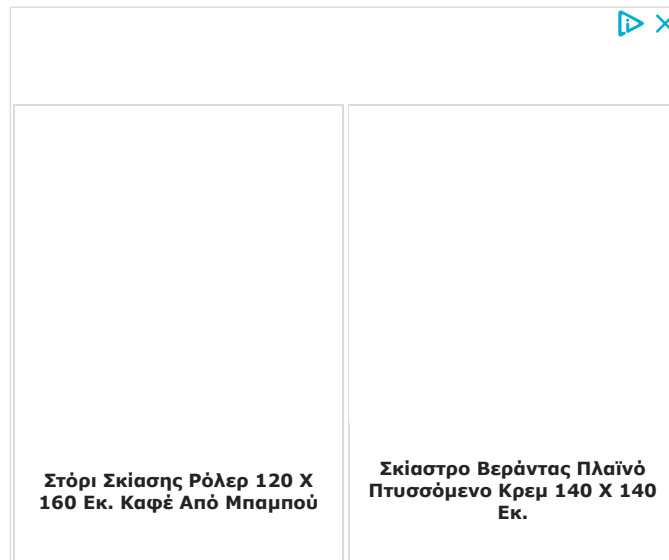 Στόρι Σκίασης Ρόλερ 120 X
160 Εκ. Καφέ Από Μπαμπού
Σκίαστρο Βεράντας Πλαϊνό
Πτυσσόμενο Κρεμ 140 X 140
Εκ.